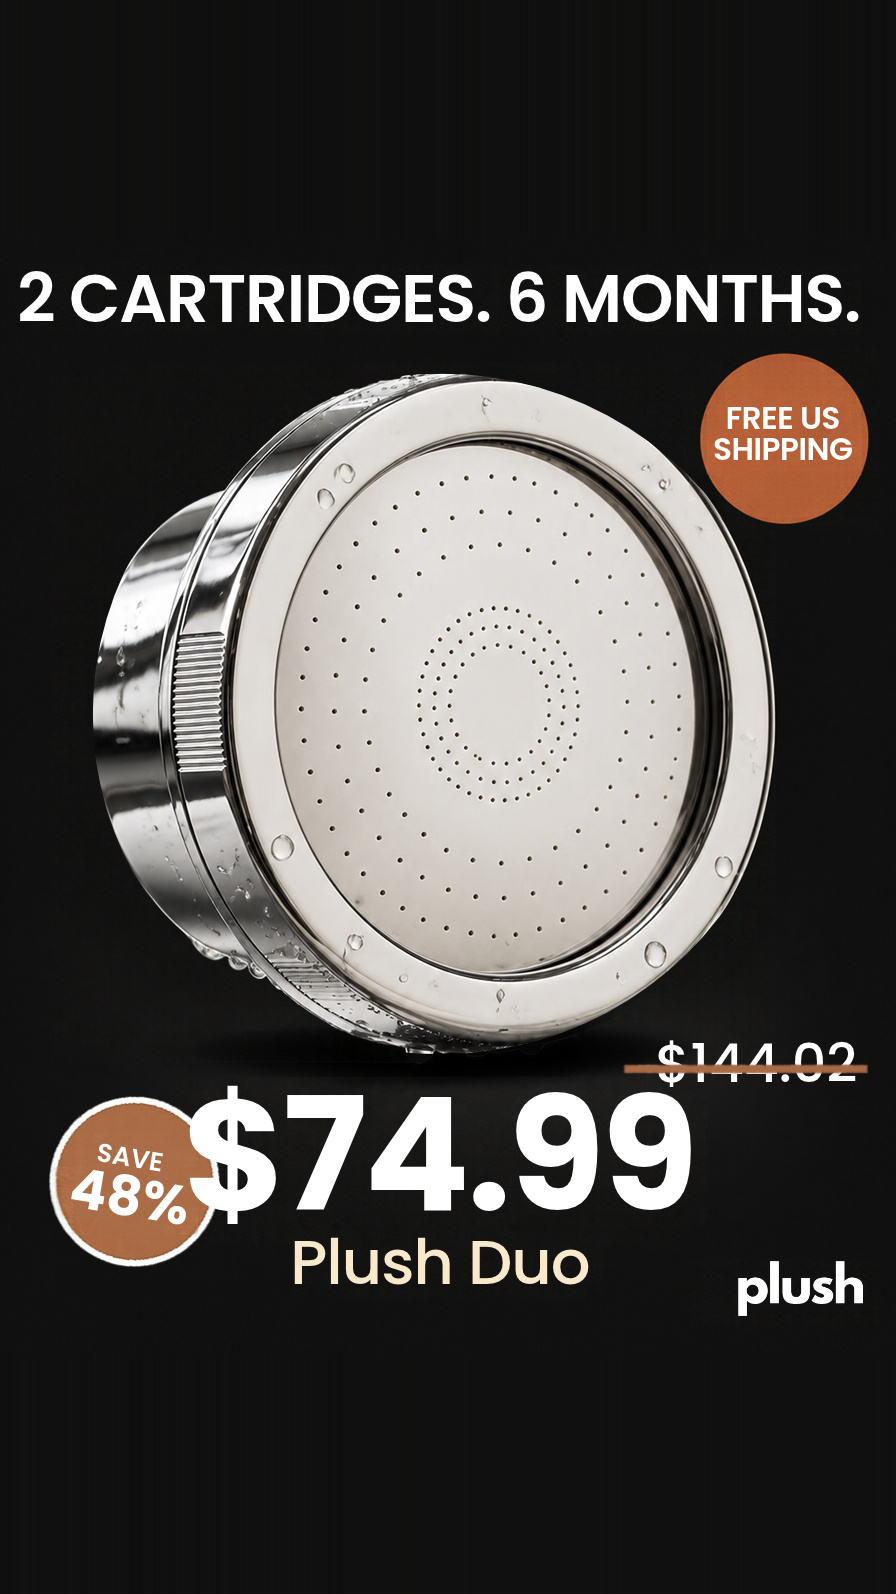 2 CARTRIDGES. 6 MONTHS.
FREE US
SHIPPING
$144.02
SAVE
48%
$74.99
Plush Duo
plush